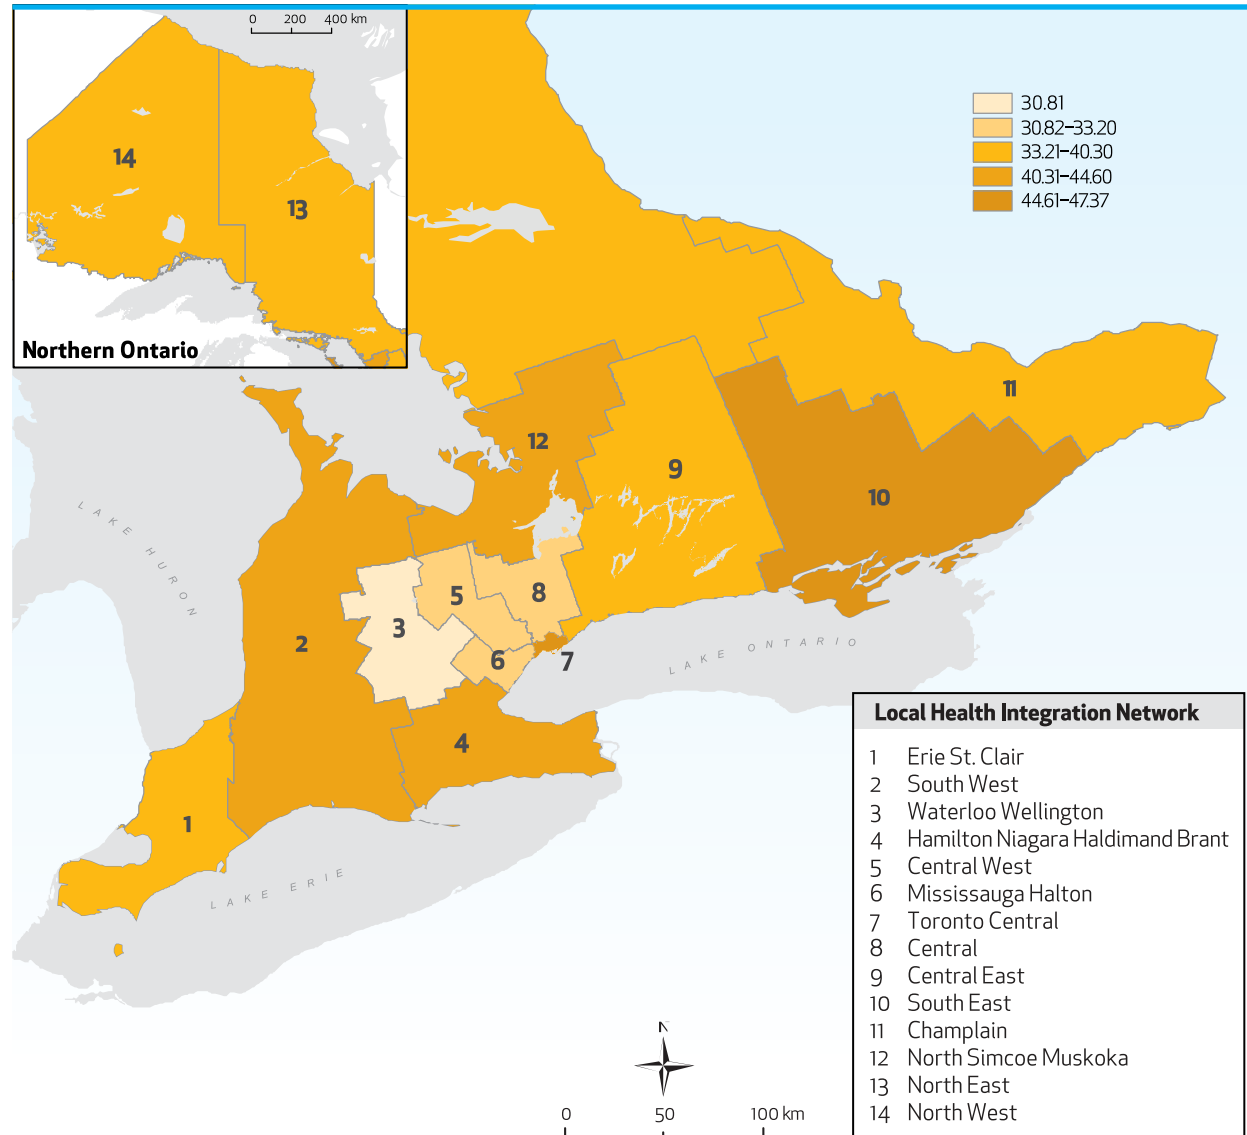 0 200 400 km
14
13
Northern Ontario
30.81
30.82–33.20
33.21–40.30
40.31–44.60
44.61–47.37
11
12
9
10
LAKE HURON
5
8
3
2
6
7
LAKE ONTARIO
4
1
LAKE ERIE
Local Health Integration Network
1 Erie St. Clair
2 South West
3 Waterloo Wellington
4 Hamilton Niagara Haldimand Brant
5 Central West
6 Mississauga Halton
7 Toronto Central
8 Central
9 Central East
10 South East
11 Champlain
12 North Simcoe Muskoka
13 North East
14 North West
N
0 50 100 km